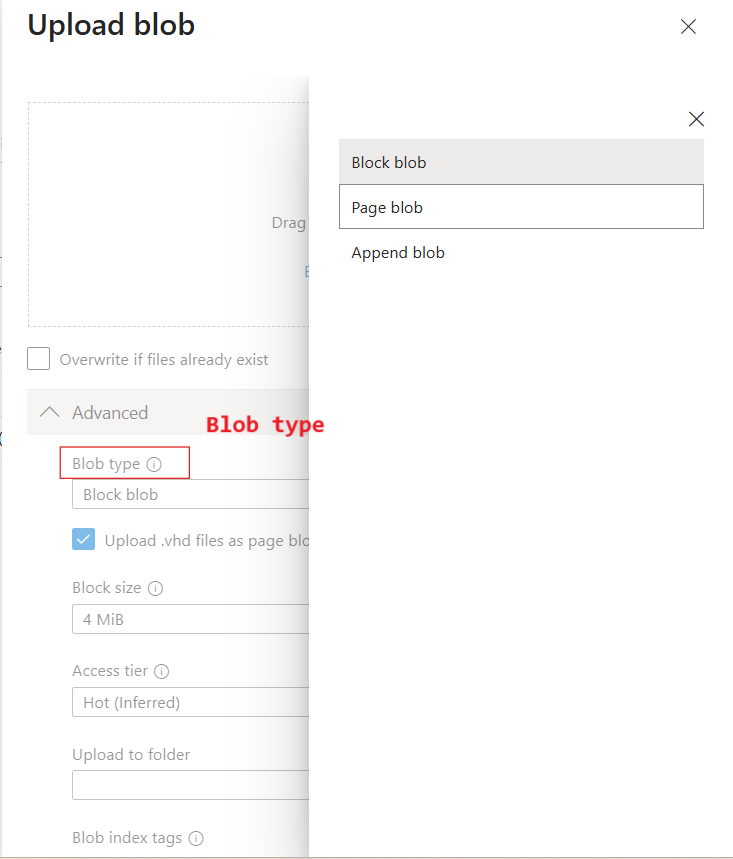 Upload blob
Block blob
Page blob
Append blob
Drag
Overwrite if files already exist
Advanced
Blob type
Blob type
Block blob
Upload .vhd files as page blo
Block size
4 MiB
Access tier
Hot (Inferred)
Upload to folder
Blob index tags